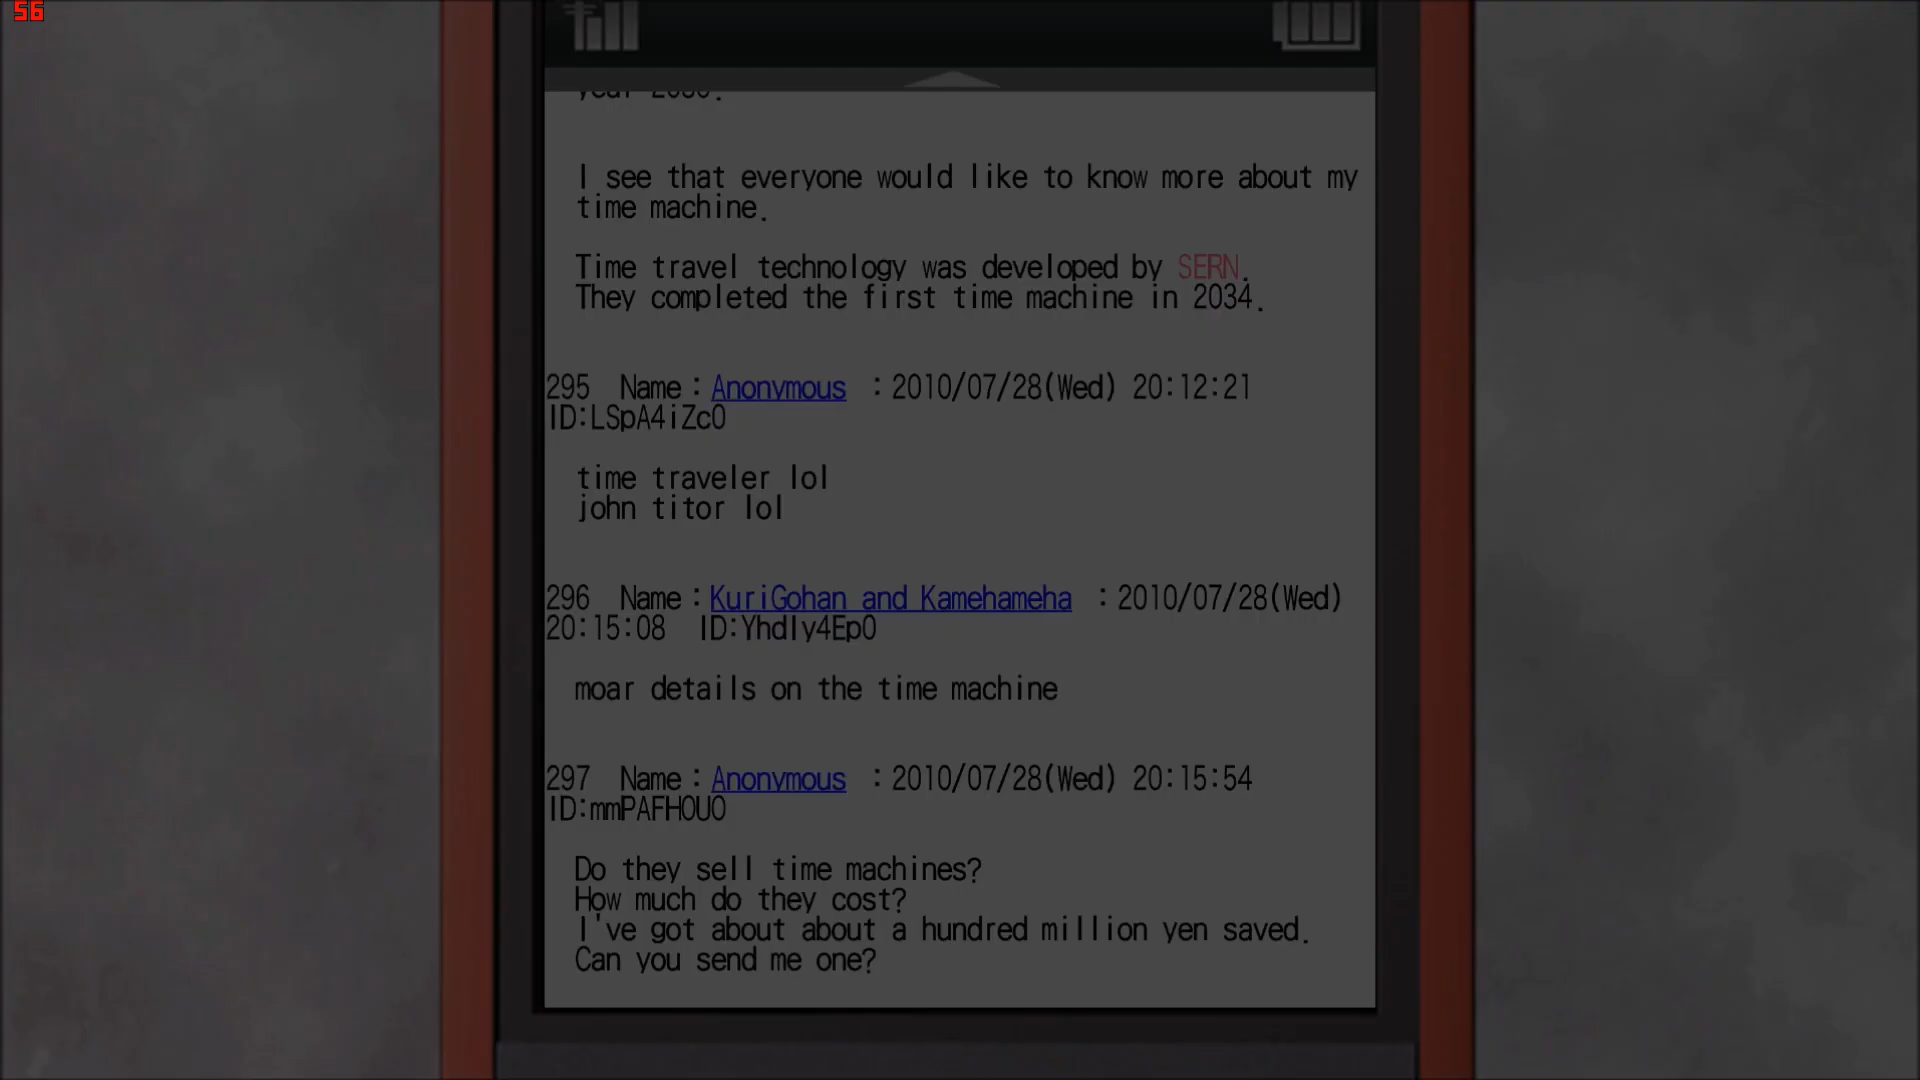 56
year 2036.
I see that everyone would like to know more about my
time machine.
Time travel technology was developed by SERN.
They completed the first time machine in 2034.
295 Name：Anonymous ：2010/07/28(Wed) 20:12:21
ID:LSpA4iZc0
time traveler lol
john titor lol
296 Name：KuriGohan and Kamehameha ：2010/07/28(Wed)
20:15:08 ID:YhdIy4Ep0
moar details on the time machine
297 Name：Anonymous ：2010/07/28(Wed) 20:15:54
ID:mmPAFHOU0
Do they sell time machines?
How much do they cost?
I've got about about a hundred million yen saved.
Can you send me one?